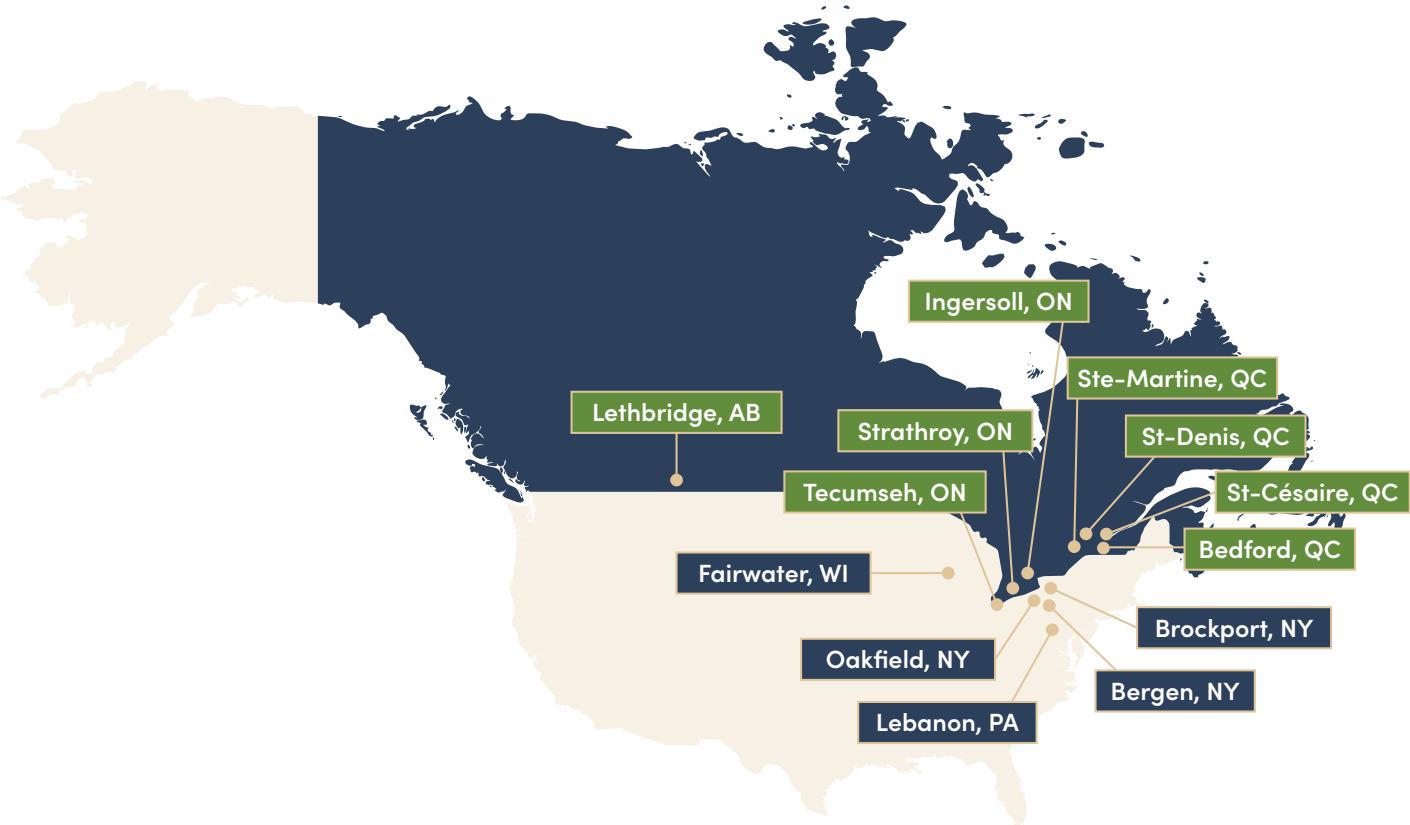 Ingersoll, ON
Ste-Martine, QC
Lethbridge, AB
Strathroy, ON
St-Denis, QC
Tecumseh, ON
St-Césaire, QC
Bedford, QC
Fairwater, WI
Brockport, NY
Oakfield, NY
Bergen, NY
Lebanon, PA